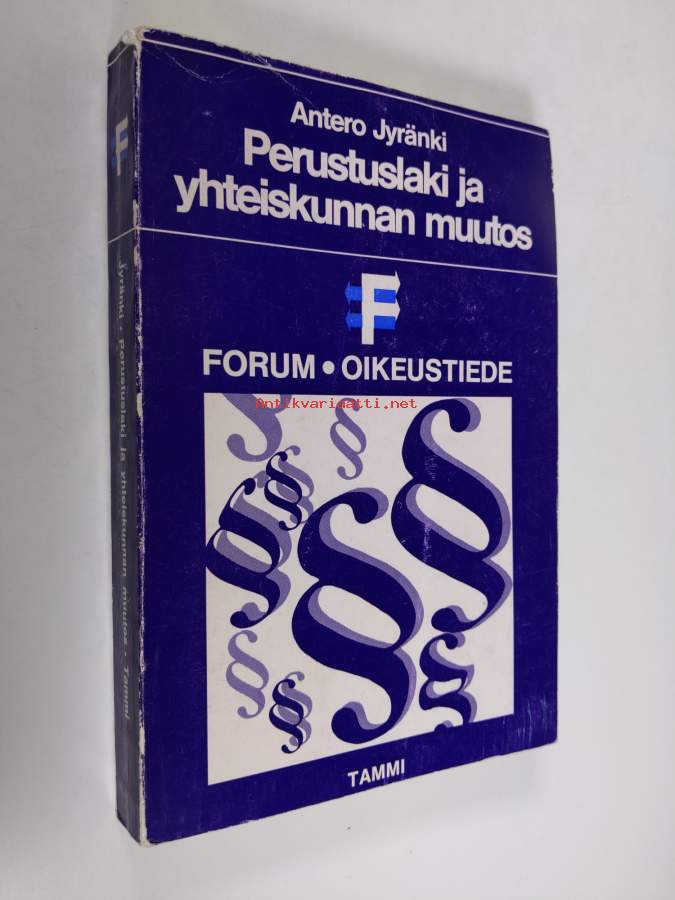 Antero Jyränki
Perustuslaki ja
yhteiskunnan muutos
F
FORUM • OIKEUSTIEDE
Antikvariaatti.net
TAMMI
F
Jyränki • Perustuslaki ja yhteiskunnan muutos • Tammi